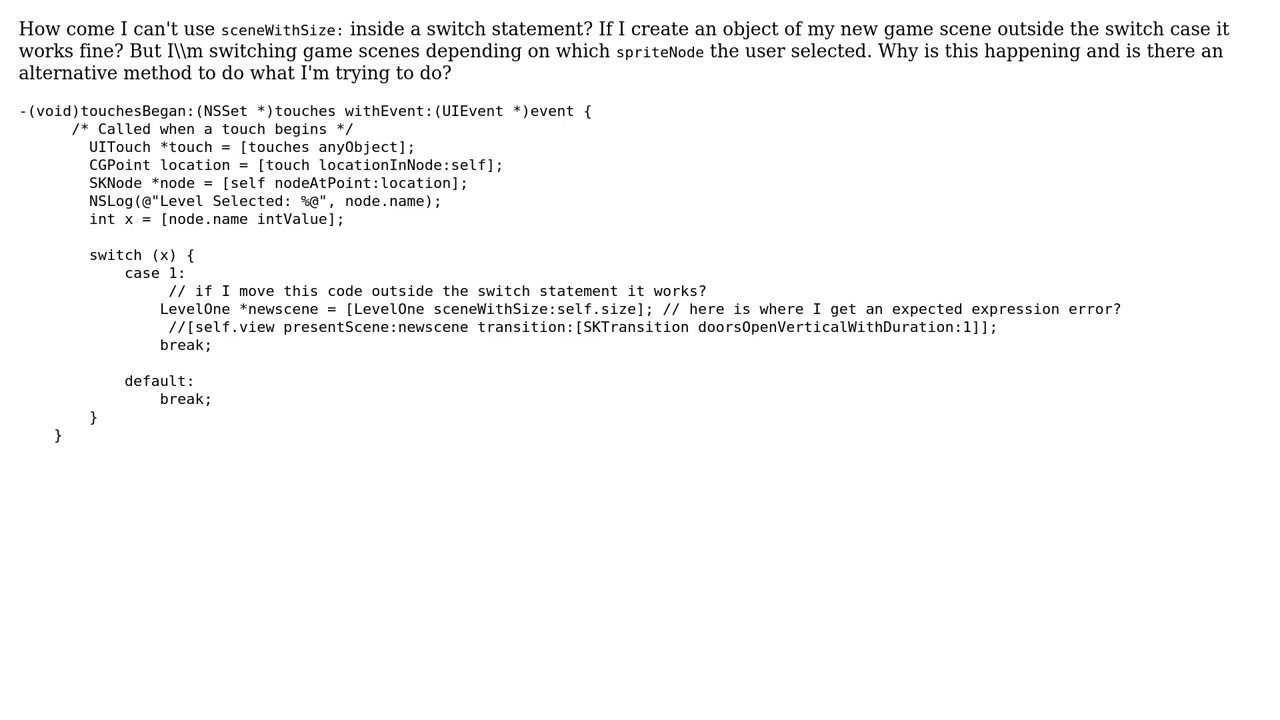 How come I can't use sceneWithSize: inside a switch statement? If I create an object of my new game scene outside the switch case it
works fine? But I\\m switching game scenes depending on which spriteNode the user selected. Why is this happening and is there an
alternative method to do what I'm trying to do?
-(void)touchesBegan:(NSSet *)touches withEvent:(UIEvent *)event {
      /* Called when a touch begins */
        UITouch *touch = [touches anyObject];
        CGPoint location = [touch locationInNode:self];
        SKNode *node = [self nodeAtPoint:location];
        NSLog(@"Level Selected: %@", node.name);
        int x = [node.name intValue];
        switch (x) {
            case 1:
                 // if I move this code outside the switch statement it works?
                LevelOne *newscene = [LevelOne sceneWithSize:self.size]; // here is where I get an expected expression error?
                 //[self.view presentScene:newscene transition:[SKTransition doorsOpenVerticalWithDuration:1]];
                break;
            default:
                break;
        }
    }